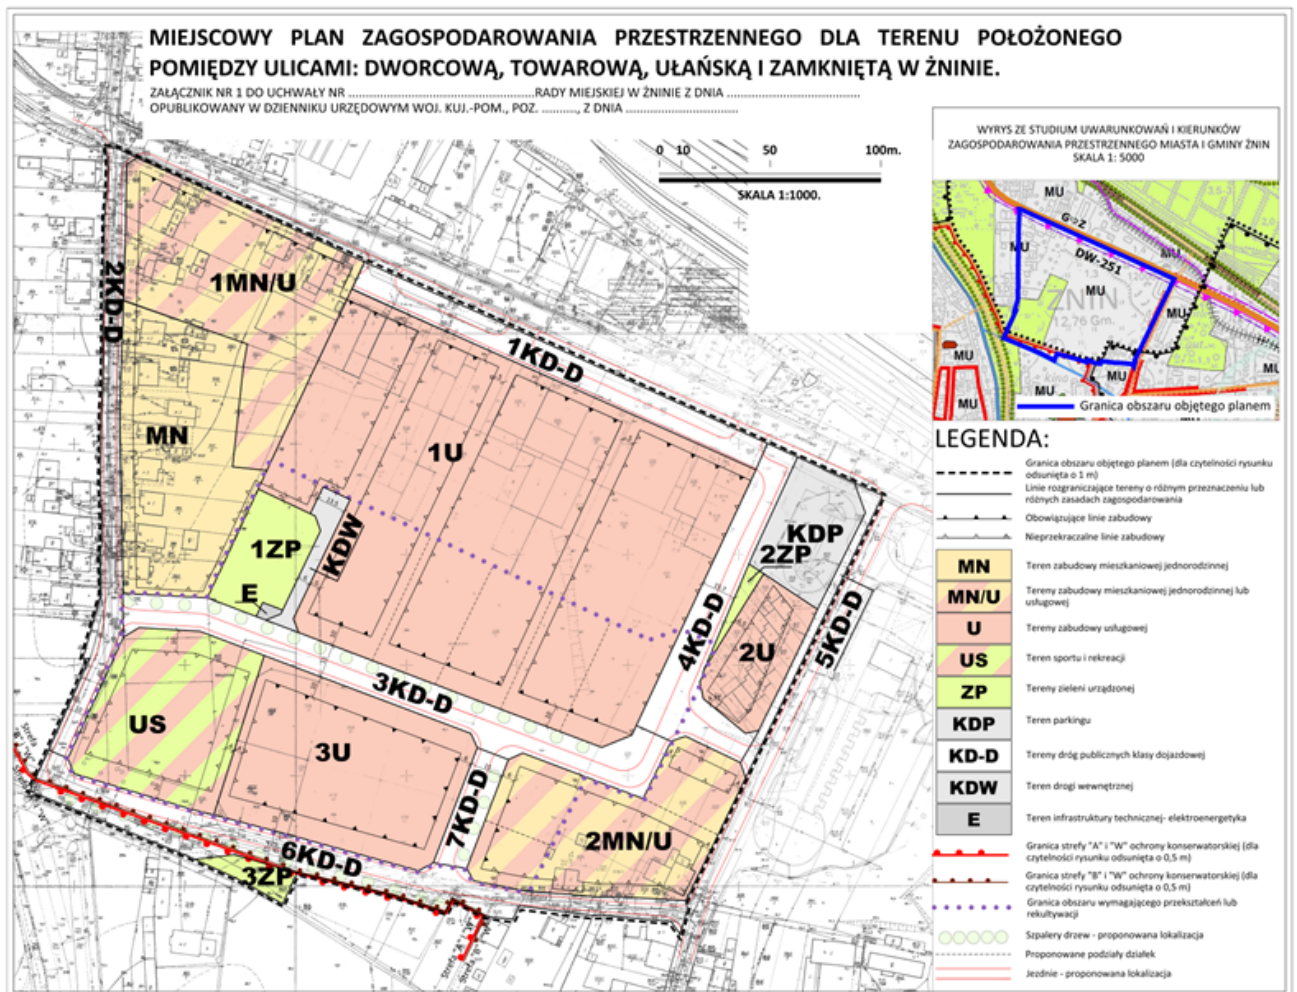 MIEJSCOWY PLAN ZAGOSPODAROWANIA PRZESTRZENNEGO DLA TERENU POŁOŻONEGO
POMIĘDZY ULICAMI: DWORCOWĄ, TOWAROWĄ, UŁAŃSKĄ I ZAMKNIĘTĄ W ŻNINIE.
ZAŁĄCZNIK NR 1 DO UCHWAŁY NR ............................................RADY MIEJSKIEJ W ŻNINIE Z DNIA ................................
OPUBLIKOWANY W DZIENNIKU URZĘDOWYM WOJ. KUJ.-POM., POZ. .........., Z DNIA ...........................
0 10 50 100m.
SKALA 1:1000.
WYRYS ZE STUDIUM UWARUNKOWAŃ I KIERUNKÓW
ZAGOSPODAROWANIA PRZESTRZENNEGO MIASTA I GMINY ŻNIN
SKALA 1: 5000
MU
G->Z
MU
DW-251
MU
MU
ŻNIN
12,76 Gm.
MU
MU
MU
MU
MU
MU
Granica obszaru objętego planem
2KD-D
1MN/U
1KD-D
MN
1U
1ZP
KDW
E
KDP
2ZP
4KD-D
5KD-D
2U
3KD-D
US
3U
7KD-D
2MN/U
6KD-D
3ZP
Strefa
Strefa
LEGENDA:
Granica obszaru objętego planem (dla czytelności rysunku
odsunięta o 1 m)
Linie rozgraniczające tereny o różnym przeznaczeniu lub
różnych zasadach zagospodarowania
Obowiązujące linie zabudowy
Nieprzekraczalne linie zabudowy
MN Teren zabudowy mieszkaniowej jednorodzinnej
MN/U Tereny zabudowy mieszkaniowej jednorodzinnej lub
usługowej
U Tereny zabudowy usługowej
US Teren sportu i rekreacji
ZP Tereny zieleni urządzonej
KDP Teren parkingu
KD-D Tereny dróg publicznych klasy dojazdowej
KDW Teren drogi wewnętrznej
E Teren infrastruktury technicznej- elektroenergetyka
Granica strefy "A" i "W" ochrony konserwatorskiej (dla
czytelności rysunku odsunięta o 0,5 m)
Granica strefy "B" i "W" ochrony konserwatorskiej (dla
czytelności rysunku odsunięta o 0,5 m)
Granica obszaru wymagającego przekształceń lub
rekultywacji
Szpalery drzew - proponowana lokalizacja
Proponowane podziały działek
Jezdnie - proponowana lokalizacja